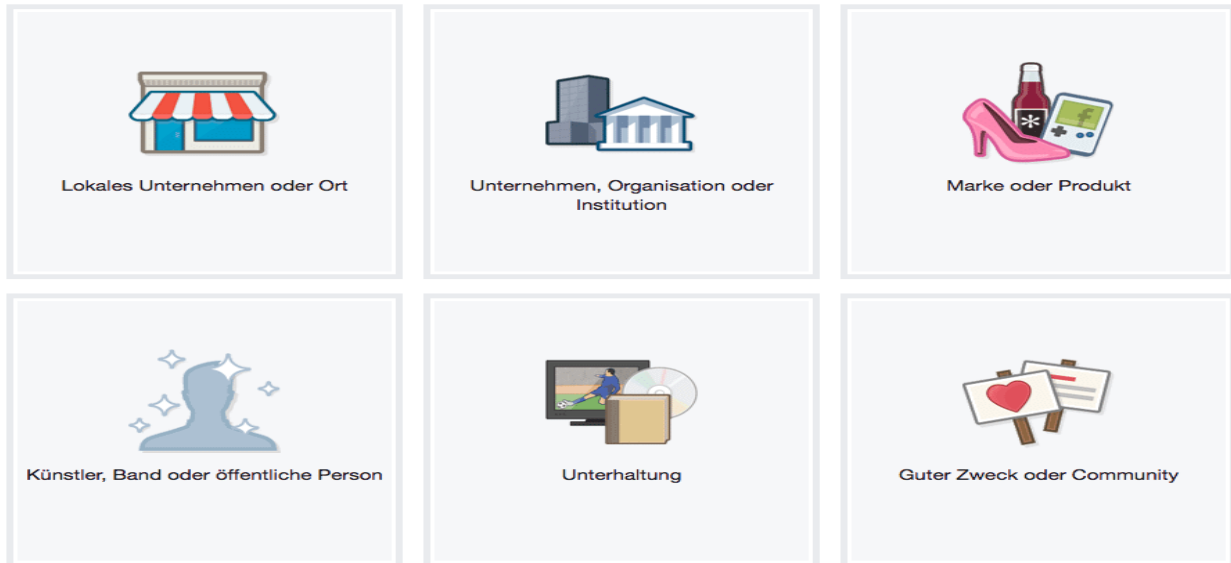 Lokales Unternehmen oder Ort
Unternehmen, Organisation oder
Institution
Marke oder Produkt
Künstler, Band oder öffentliche Person
Unterhaltung
Guter Zweck oder Community